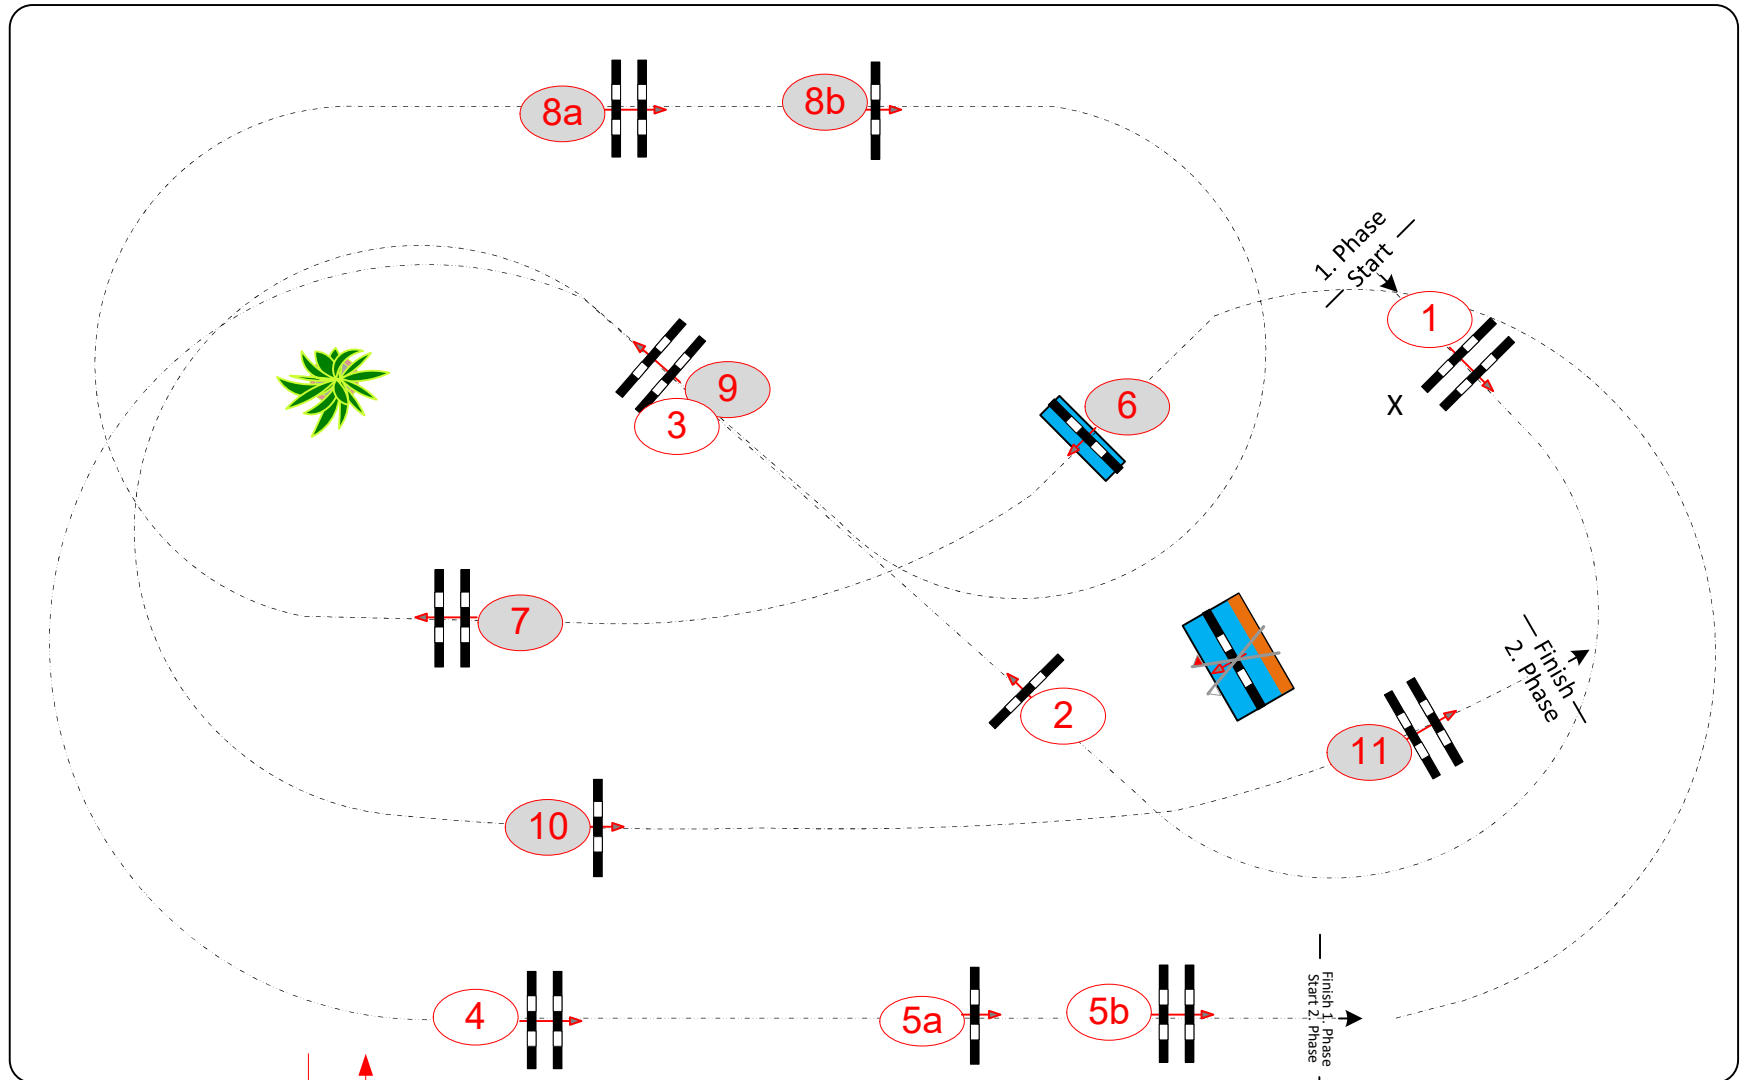 8a
8b
1. Phase
Start
1
X
9
3
6
7
2
Finish
2. Phase
11
10
4
5a
5b
Finish 1. Phase
Start 2. Phase